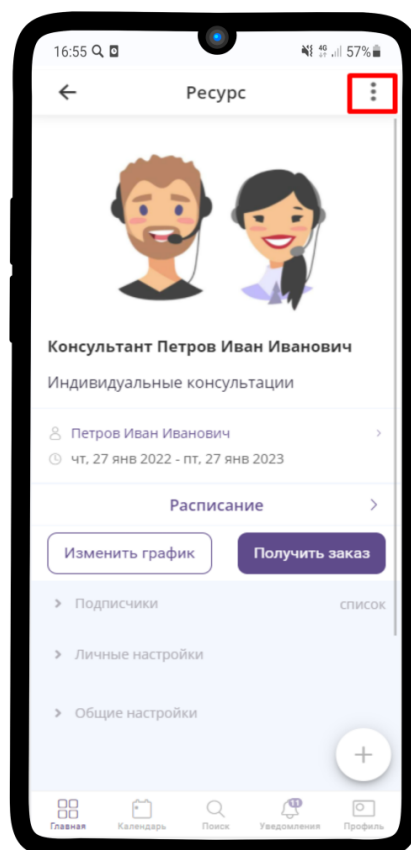 16:55 57%
Ресурс
Консультант Петров Иван Иванович
Индивидуальные консультации
Петров Иван Иванович
чт, 27 янв 2022 - пт, 27 янв 2023
Расписание
Изменить график Получить заказ
Подписчики список
Личные настройки
Общие настройки
Главная Календарь Поиск Уведомления Профиль